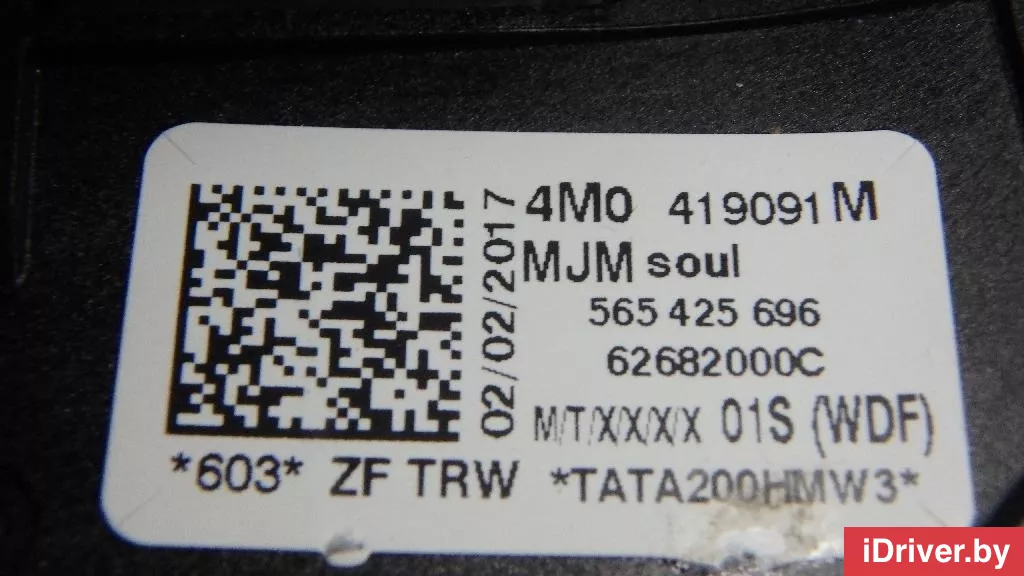 4M0 419091 M
MJM soul
565 425 696
62682000C
M/T/X/X/X/X 01S (WDF)
02/02/2017
*603* ZF TRW *TATA200HMW3*
iDriver.by